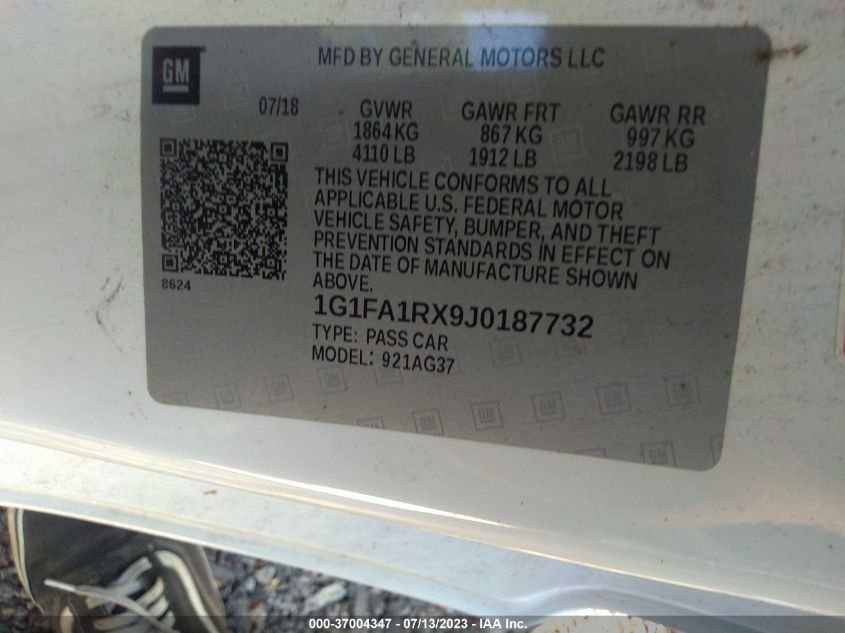 MFD BY GENERAL MOTORS LLC
GM
07/18 GVWR GAWR FRT GAWR RR
1864 KG 867 KG 997 KG
4110 LB 1912 LB 2198 LB
THIS VEHICLE CONFORMS TO ALL
APPLICABLE U.S. FEDERAL MOTOR
VEHICLE SAFETY, BUMPER, AND THEFT
PREVENTION STANDARDS IN EFFECT ON
THE DATE OF MANUFACTURE SHOWN
ABOVE.
8624
1G1FA1RX9J0187732
TYPE: PASS CAR
MODEL: 921AG37
000-37004347 - 07/13/2023 - IAA Inc.